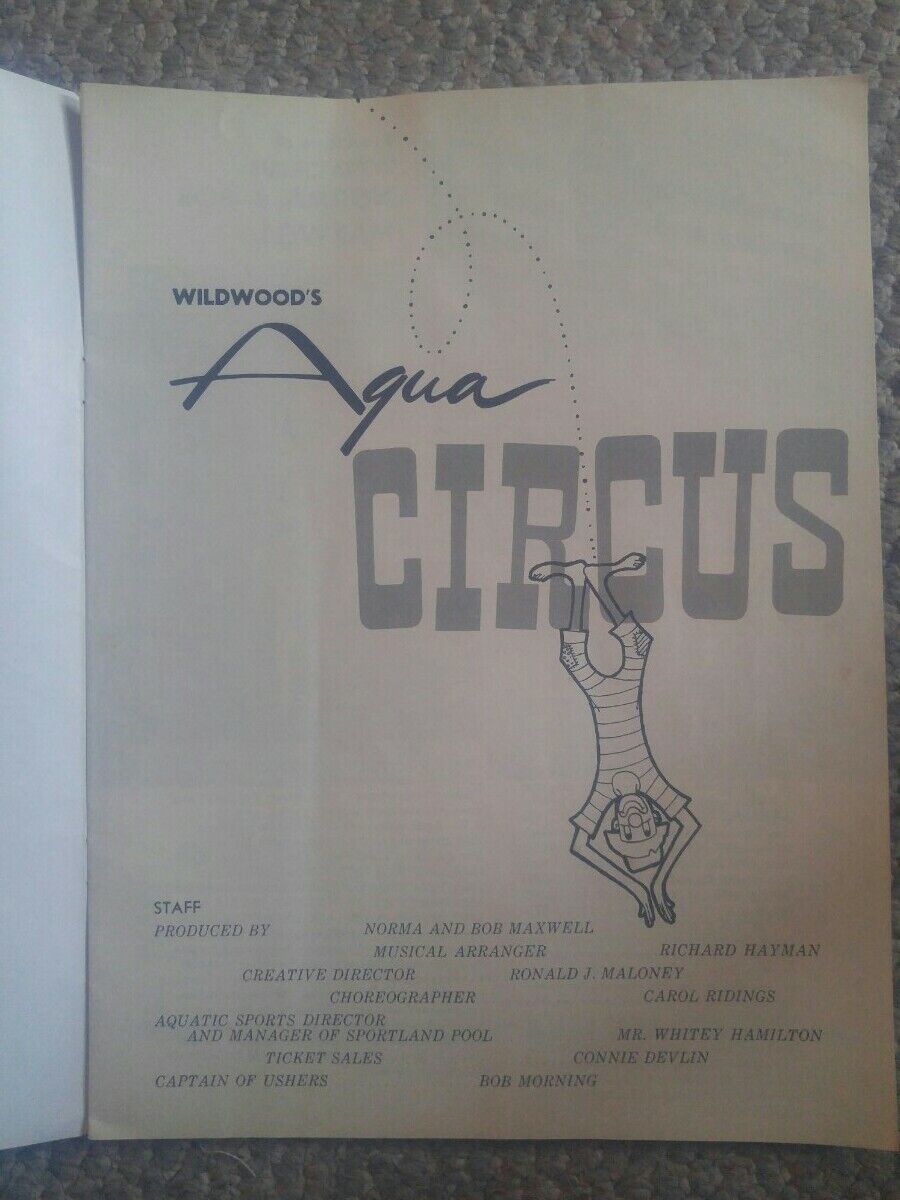 WILDWOOD'S
Aqua
CIRCUS
STAFF
PRODUCED BY NORMA AND BOB MAXWELL
MUSICAL ARRANGER RICHARD HAYMAN
CREATIVE DIRECTOR RONALD J. MALONEY
CHOREOGRAPHER CAROL RIDINGS
AQUATIC SPORTS DIRECTOR
AND MANAGER OF SPORTLAND POOL MR. WHITEY HAMILTON
TICKET SALES CONNIE DEVLIN
CAPTAIN OF USHERS BOB MORNING